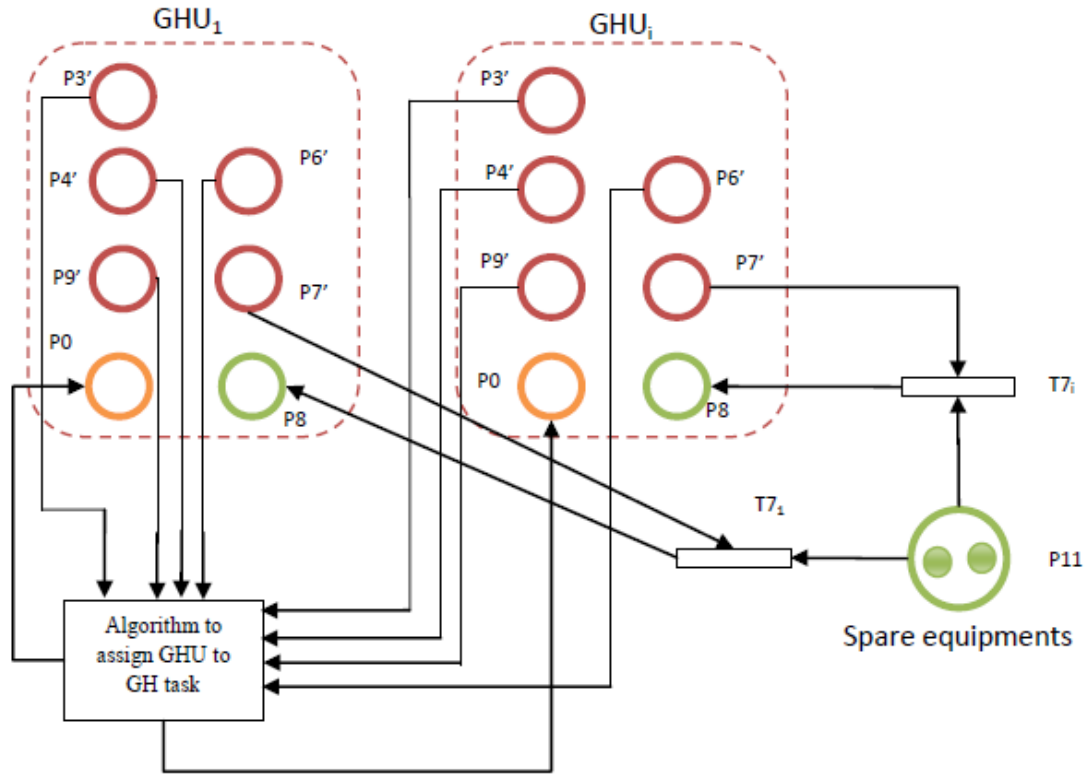 GHU₁
GHUᵢ
P3’
P3’
P4’
P6’
P4’
P6’
P9’
P7’
P9’
P7’
P0
P8
P0
P8
T7ᵢ
T7₁
P11
Algorithm to
assign GHU to
GH task
Spare equipments